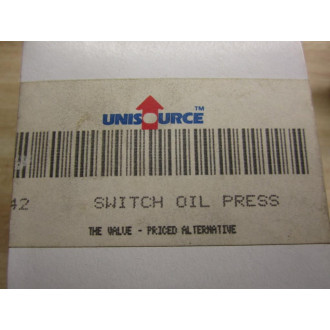 UNISOURCE™
42 SWITCH OIL PRESS
THE VALUE - PRICED ALTERNATIVE